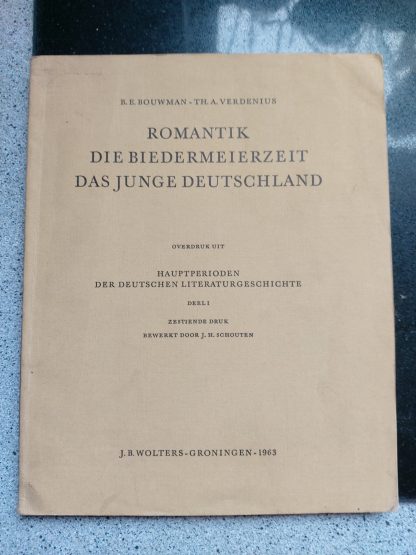 B. E. BOUWMAN - TH. A. VERDENIUS
ROMANTIK
DIE BIEDERMEIERZEIT
DAS JUNGE DEUTSCHLAND
OVERDRUK UIT
HAUPTPERIODEN
DER DEUTSCHEN LITERATURGESCHICHTE
DEEL I
ZESTIENDE DRUK
BEWERKT DOOR J. H. SCHOUTEN
J. B. WOLTERS - GRONINGEN - 1963